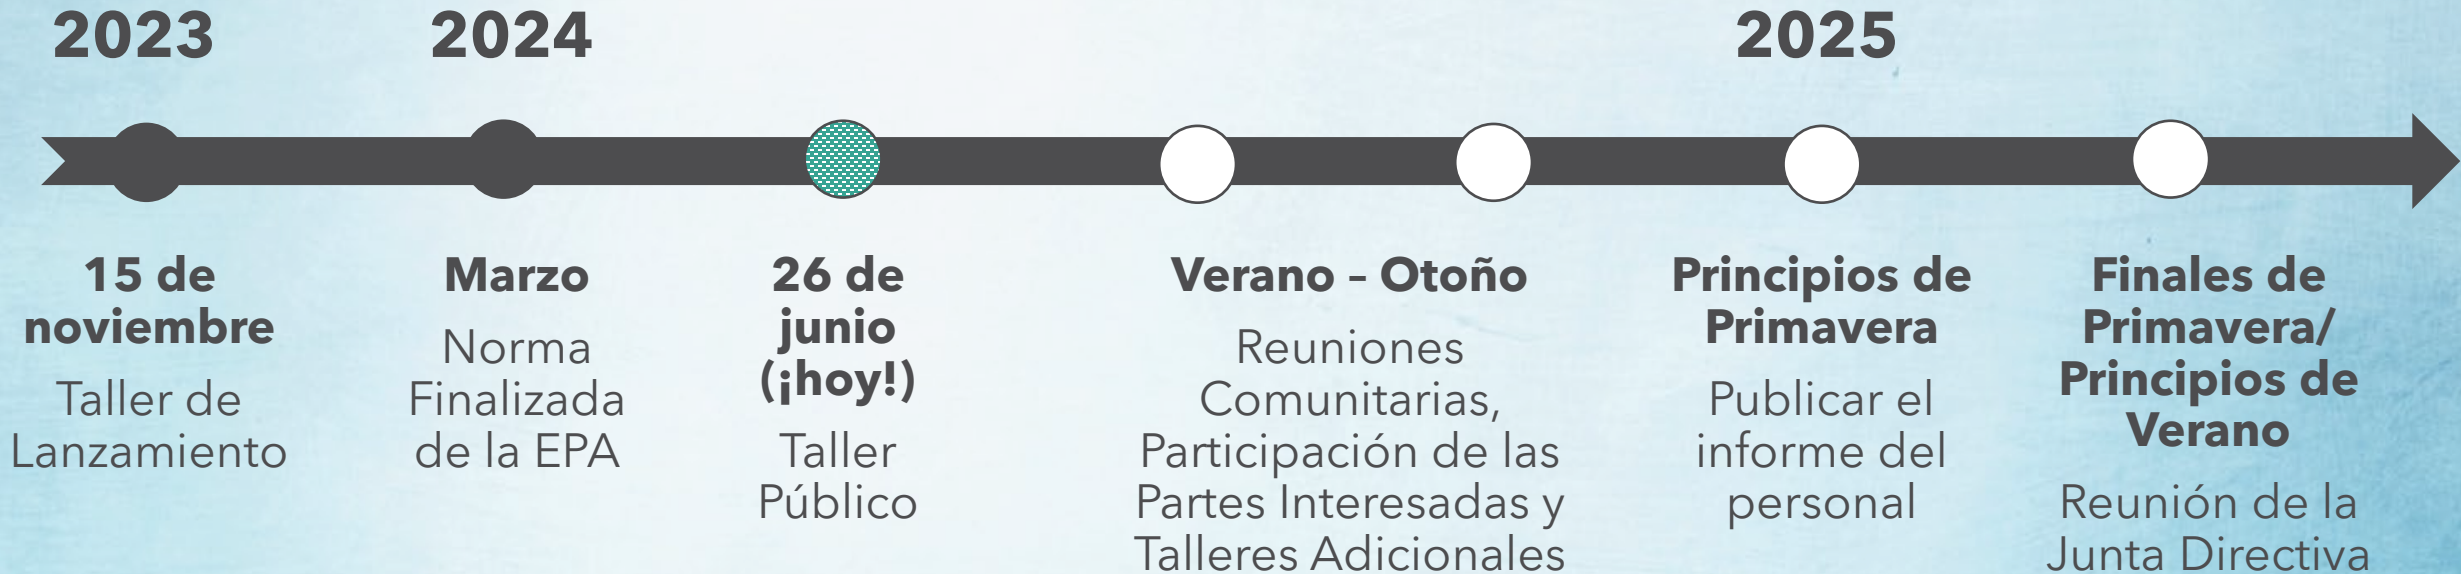 2023
2024
2025
15 de
noviembre
Taller de
Lanzamiento
Marzo
Norma
Finalizada
de la EPA
26 de
junio
(¡hoy!)
Taller
Público
Verano – Otoño
Reuniones
Comunitarias,
Participación de las
Partes Interesadas y
Talleres Adicionales
Principios de
Primavera
Publicar el
informe del
personal
Finales de
Primavera/
Principios de
Verano
Reunión de la
Junta Directiva